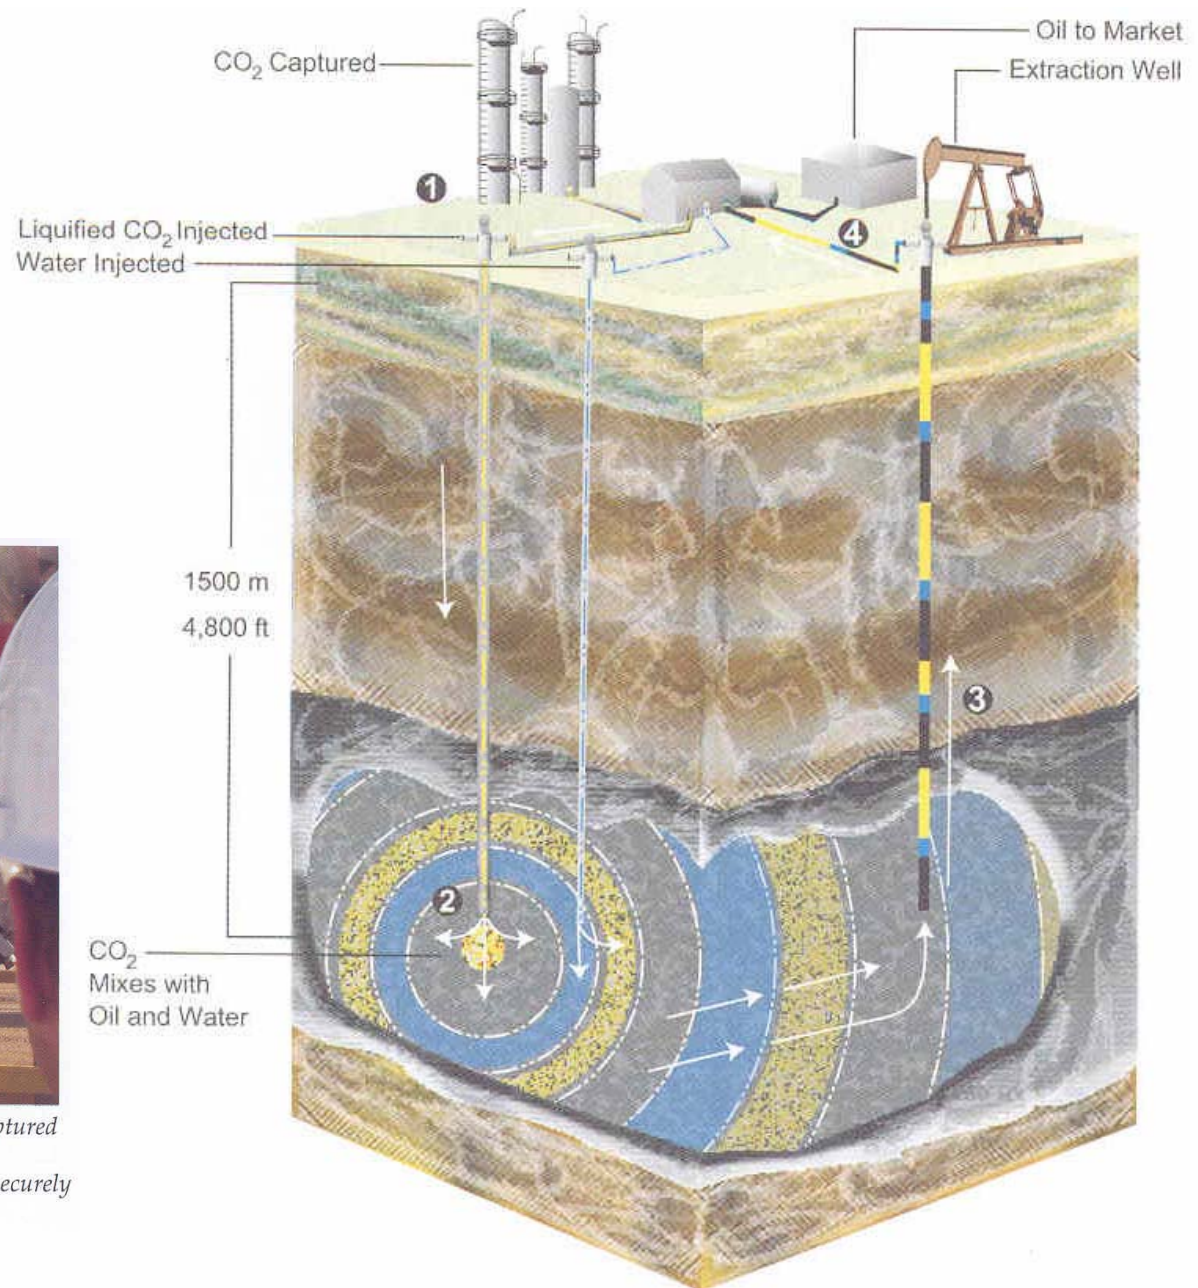 Oil to Market
CO₂ Captured
Extraction Well
1
Liquified CO₂ Injected
Water Injected
4
1500 m
4,800 ft
3
2
CO₂
Mixes with
Oil and Water
ecurely